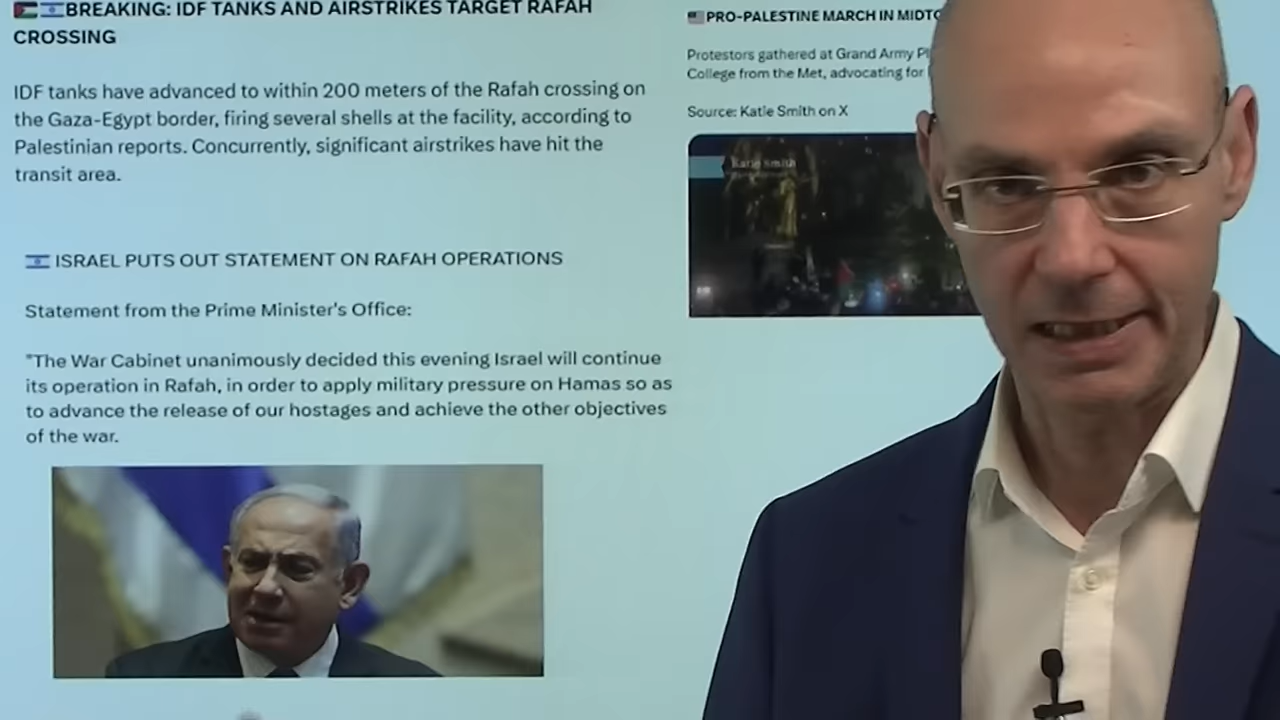 BREAKING: IDF TANKS AND AIRSTRIKES TARGET RAFAH
CROSSING
IDF tanks have advanced to within 200 meters of the Rafah crossing on
the Gaza-Egypt border, firing several shells at the facility, according to
Palestinian reports. Concurrently, significant airstrikes have hit the
transit area.
ISRAEL PUTS OUT STATEMENT ON RAFAH OPERATIONS
Statement from the Prime Minister's Office:
"The War Cabinet unanimously decided this evening Israel will continue
its operation in Rafah, in order to apply military pressure on Hamas so as
to advance the release of our hostages and achieve the other objectives
of the war.
PRO-PALESTINE MARCH IN
Protestors gathered at Grand Army
College from the Met, advocating for
Source: Katie Smith on X
Katie Smith